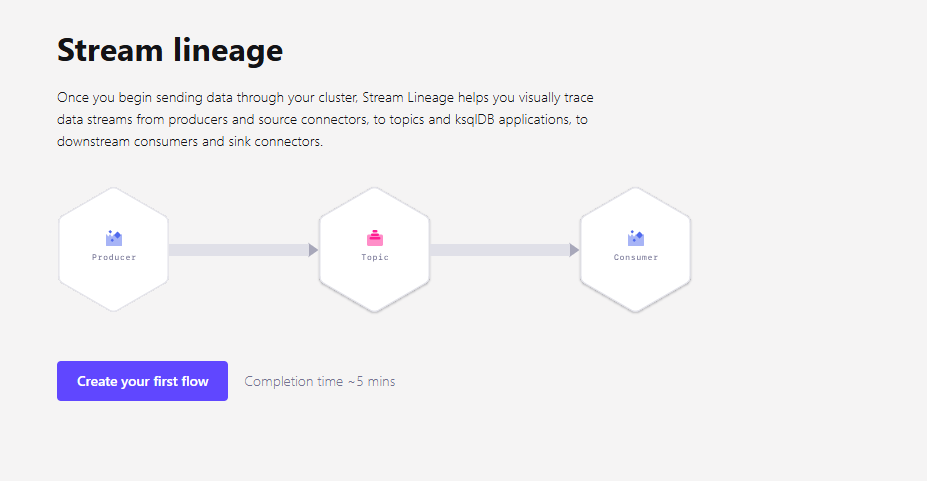 Stream lineage
Once you begin sending data through your cluster, Stream Lineage helps you visually trace
data streams from producers and source connectors, to topics and ksqlDB applications, to
downstream consumers and sink connectors.
Producer
Topic
Consumer
Create your first flow
Completion time ~5 mins